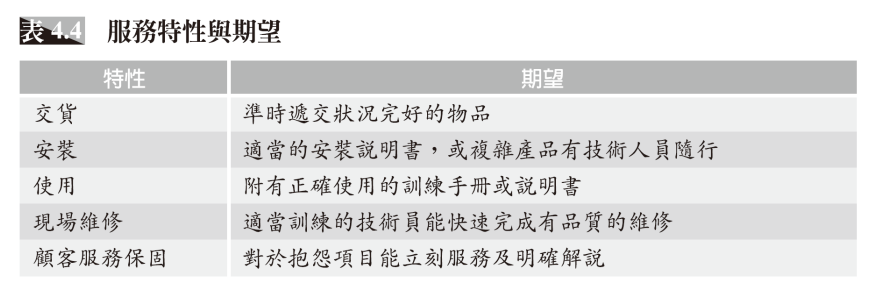 表 4.4 服務特性與期望
特性 期望
交貨 準時遞交狀況完好的物品
安裝 適當的安裝說明書，或複雜產品有技術人員隨行
使用 附有正確使用的訓練手冊或說明書
現場維修 適當訓練的技術員能快速完成有品質的維修
顧客服務保固 對於抱怨項目能立刻服務及明確解說